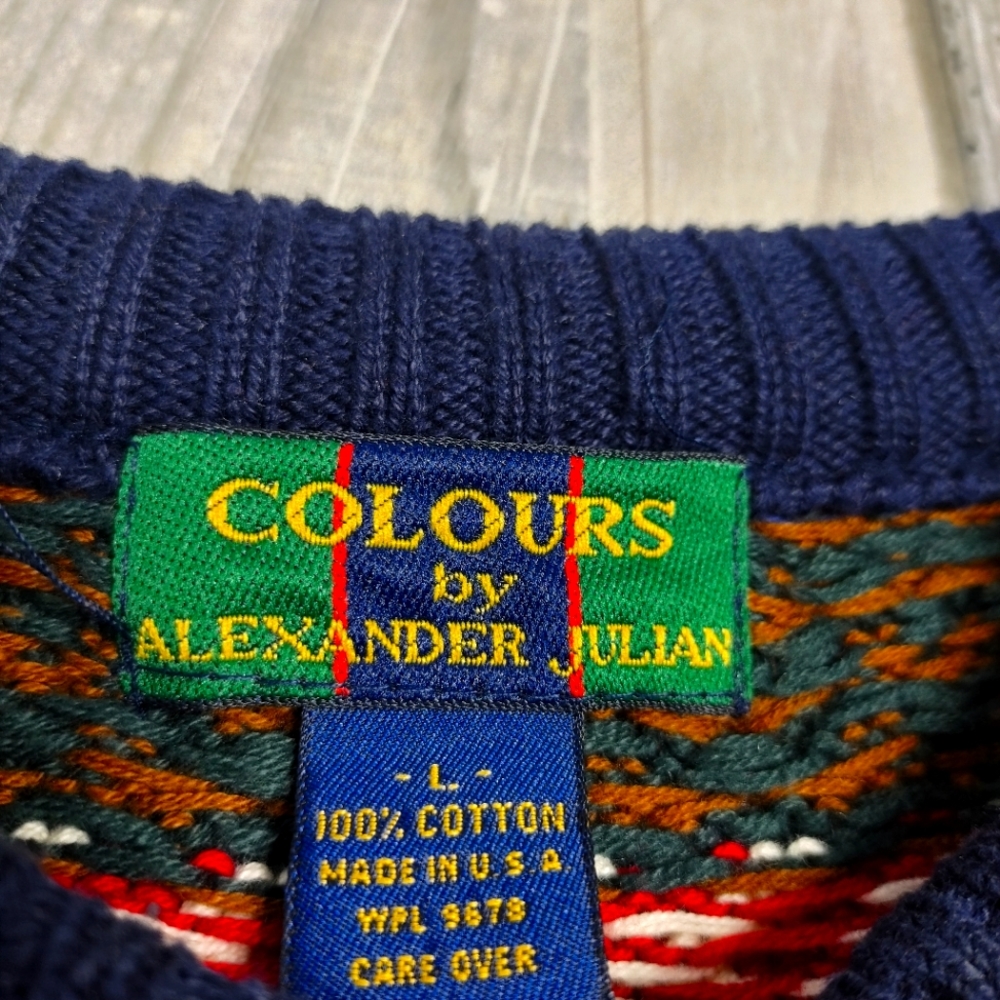 COLOURS
by
ALEXANDER JULIAN
- L. -
100% COTTON
MADE IN U.S.A.
WPL 9678
CARE OVER